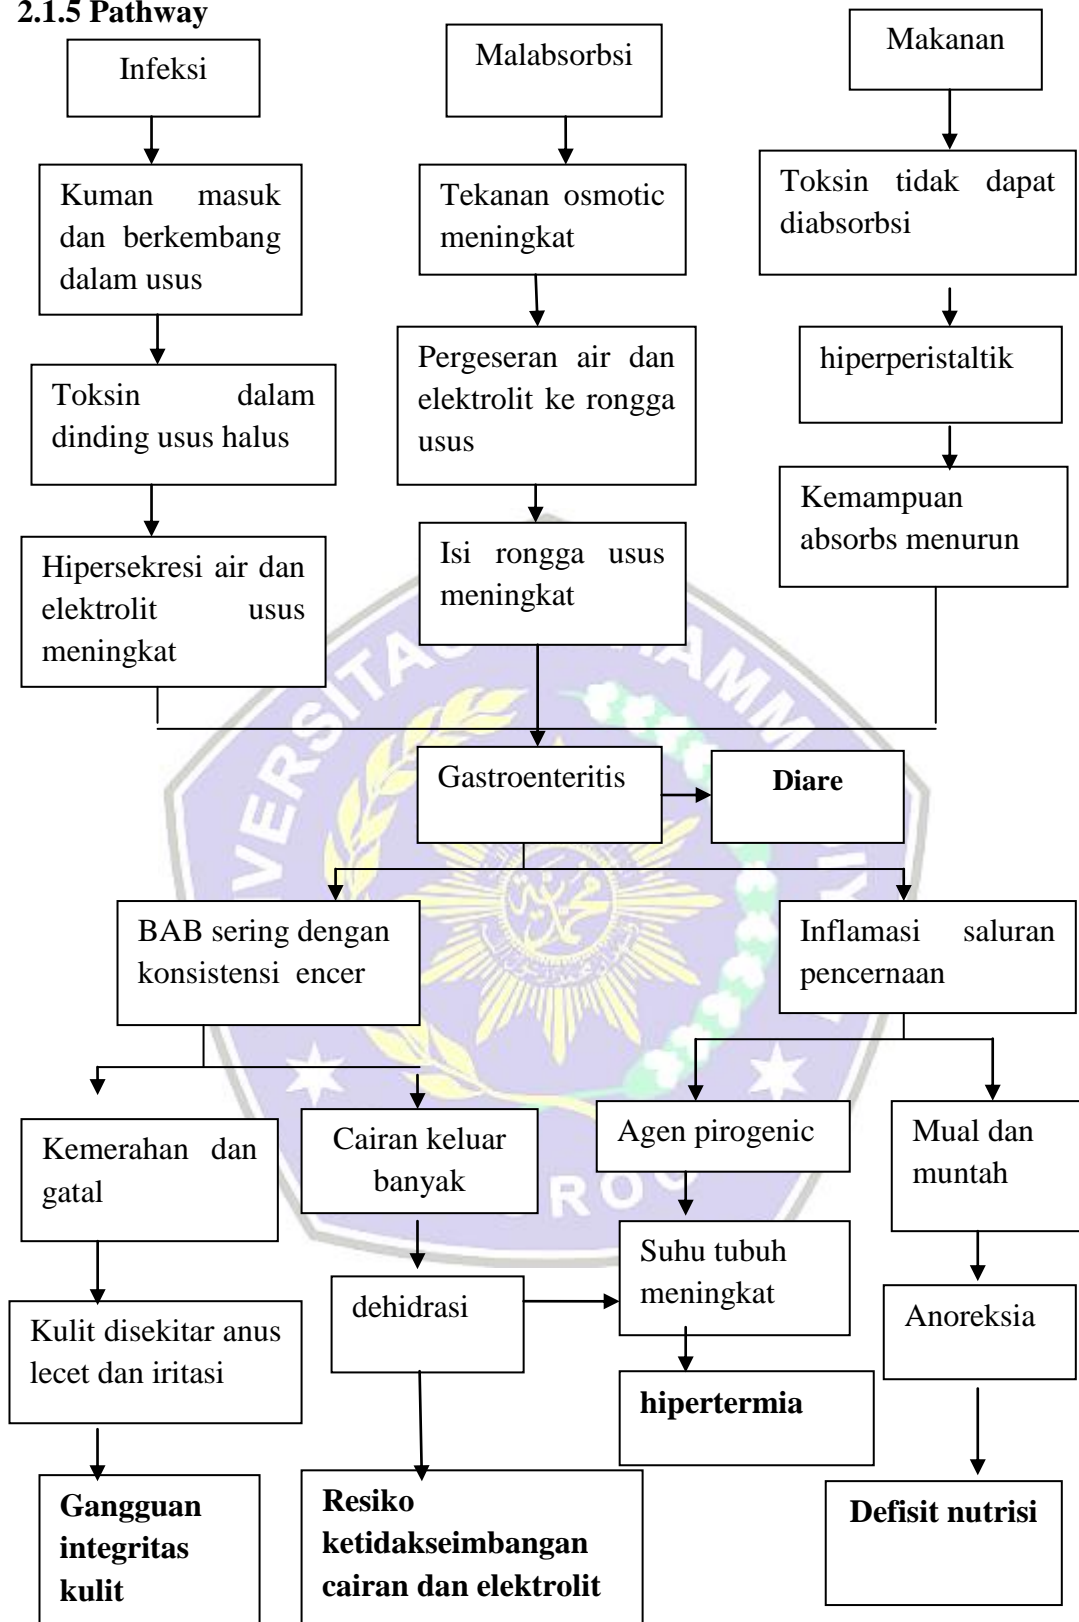 2.1.5 Pathway
Infeksi
Malabsorbsi
Makanan
Kuman masuk
dan berkembang
dalam usus
Tekanan osmotic
meningkat
Toksin tidak dapat
diabsorbsi
Toksin dalam
dinding usus halus
Pergeseran air dan
elektrolit ke rongga
usus
hiperperistaltik
Hipersekresi air dan
elektrolit usus
meningkat
Isi rongga usus
meningkat
Kemampuan
absorbs menurun
Gastroenteritis
Diare
BAB sering dengan
konsistensi encer
Inflamasi saluran
pencernaan
Kemerahan dan
gatal
Cairan keluar
banyak
Agen pirogenic
Mual dan
muntah
Kulit disekitar anus
lecet dan iritasi
dehidrasi
Suhu tubuh
meningkat
Anoreksia
hipertermia
Gangguan
integritas
kulit
Resiko
ketidakseimbangan
cairan dan elektrolit
Defisit nutrisi